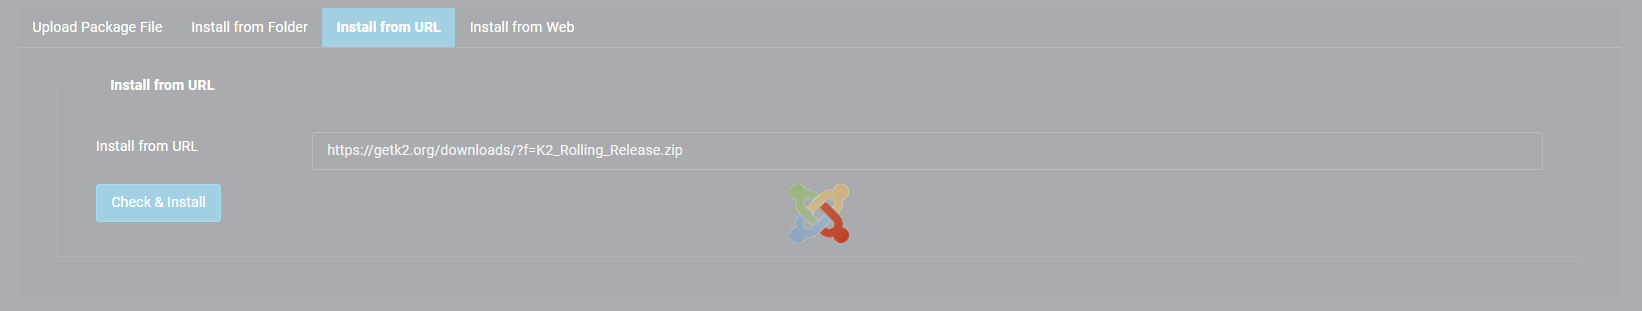 Upload Package File Install from Folder Install from URL Install from Web
Install from URL
Install from URL https://getk2.org/downloads/?f=K2_Rolling_Release.zip
Check & Install